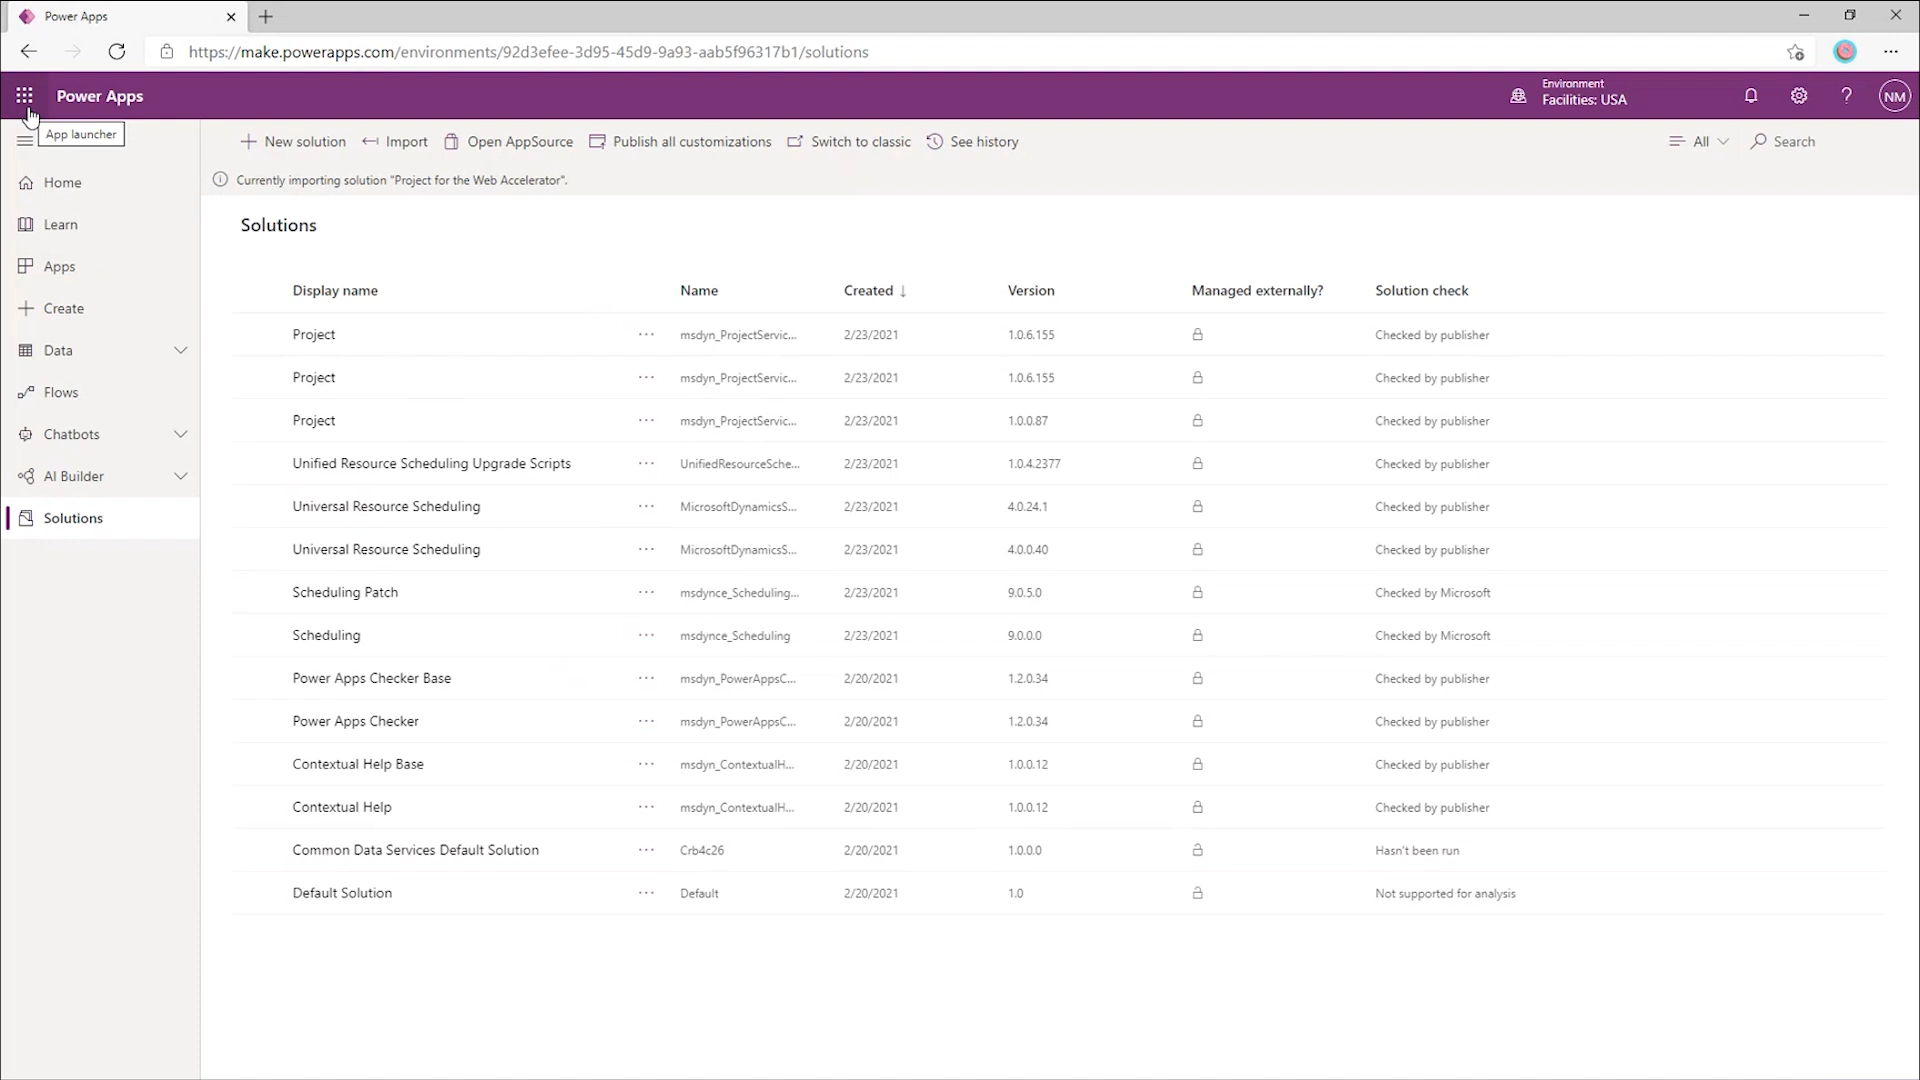 Power Apps
https://make.powerapps.com/environments/92d3efee-3d95-45d9-9a93-aab5f96317b1/solutions
Power Apps
Environment
Facilities: USA
? NM
App launcher
New solution Import Open AppSource Publish all customizations Switch to classic See history All Search
Currently importing solution "Project for the Web Accelerator".
Home
Learn
Apps
Create
Data
Flows
Chatbots
AI Builder
Solutions
Solutions
Display name Name Created ↓ Version Managed externally? Solution check
Project ··· msdyn_ProjectServic... 2/23/2021 1.0.6.155 Checked by publisher
Project ··· msdyn_ProjectServic... 2/23/2021 1.0.6.155 Checked by publisher
Project ··· msdyn_ProjectServic... 2/23/2021 1.0.0.87 Checked by publisher
Unified Resource Scheduling Upgrade Scripts ··· UnifiedResourceSche... 2/23/2021 1.0.4.2377 Checked by publisher
Universal Resource Scheduling ··· MicrosoftDynamicsS... 2/23/2021 4.0.24.1 Checked by publisher
Universal Resource Scheduling ··· MicrosoftDynamicsS... 2/23/2021 4.0.0.40 Checked by publisher
Scheduling Patch ··· msdynce_Scheduling... 2/23/2021 9.0.5.0 Checked by Microsoft
Scheduling ··· msdynce_Scheduling 2/23/2021 9.0.0.0 Checked by Microsoft
Power Apps Checker Base ··· msdyn_PowerAppsC... 2/20/2021 1.2.0.34 Checked by publisher
Power Apps Checker ··· msdyn_PowerAppsC... 2/20/2021 1.2.0.34 Checked by publisher
Contextual Help Base ··· msdyn_ContextualH... 2/20/2021 1.0.0.12 Checked by publisher
Contextual Help ··· msdyn_ContextualH... 2/20/2021 1.0.0.12 Checked by publisher
Common Data Services Default Solution ··· Crb4c26 2/20/2021 1.0.0.0 Hasn't been run
Default Solution ··· Default 2/20/2021 1.0 Not supported for analysis